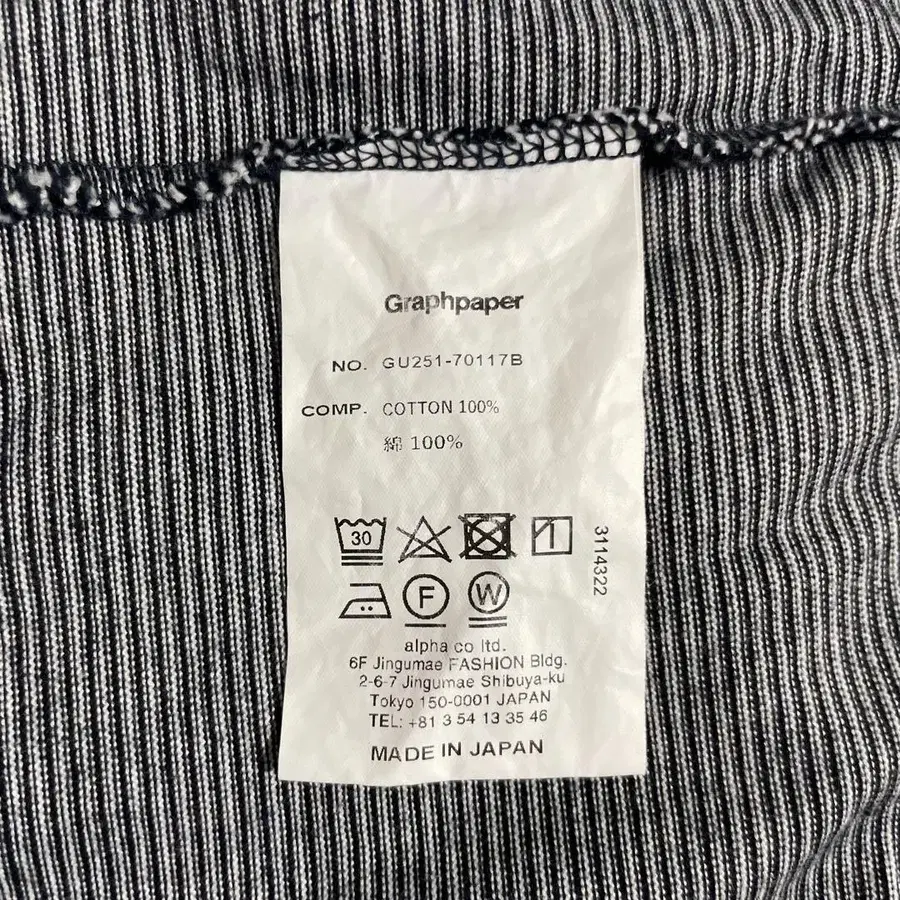 Graphpaper
NO. GU251-70117B
COMP. COTTON 100%
綿 100%
30
3114322
F W
alpha co ltd.
6F Jingumae FASHION Bldg.
2-6-7 Jingumae Shibuya-ku
Tokyo 150-0001 JAPAN
TEL: +81 3 54 13 35 46
MADE IN JAPAN